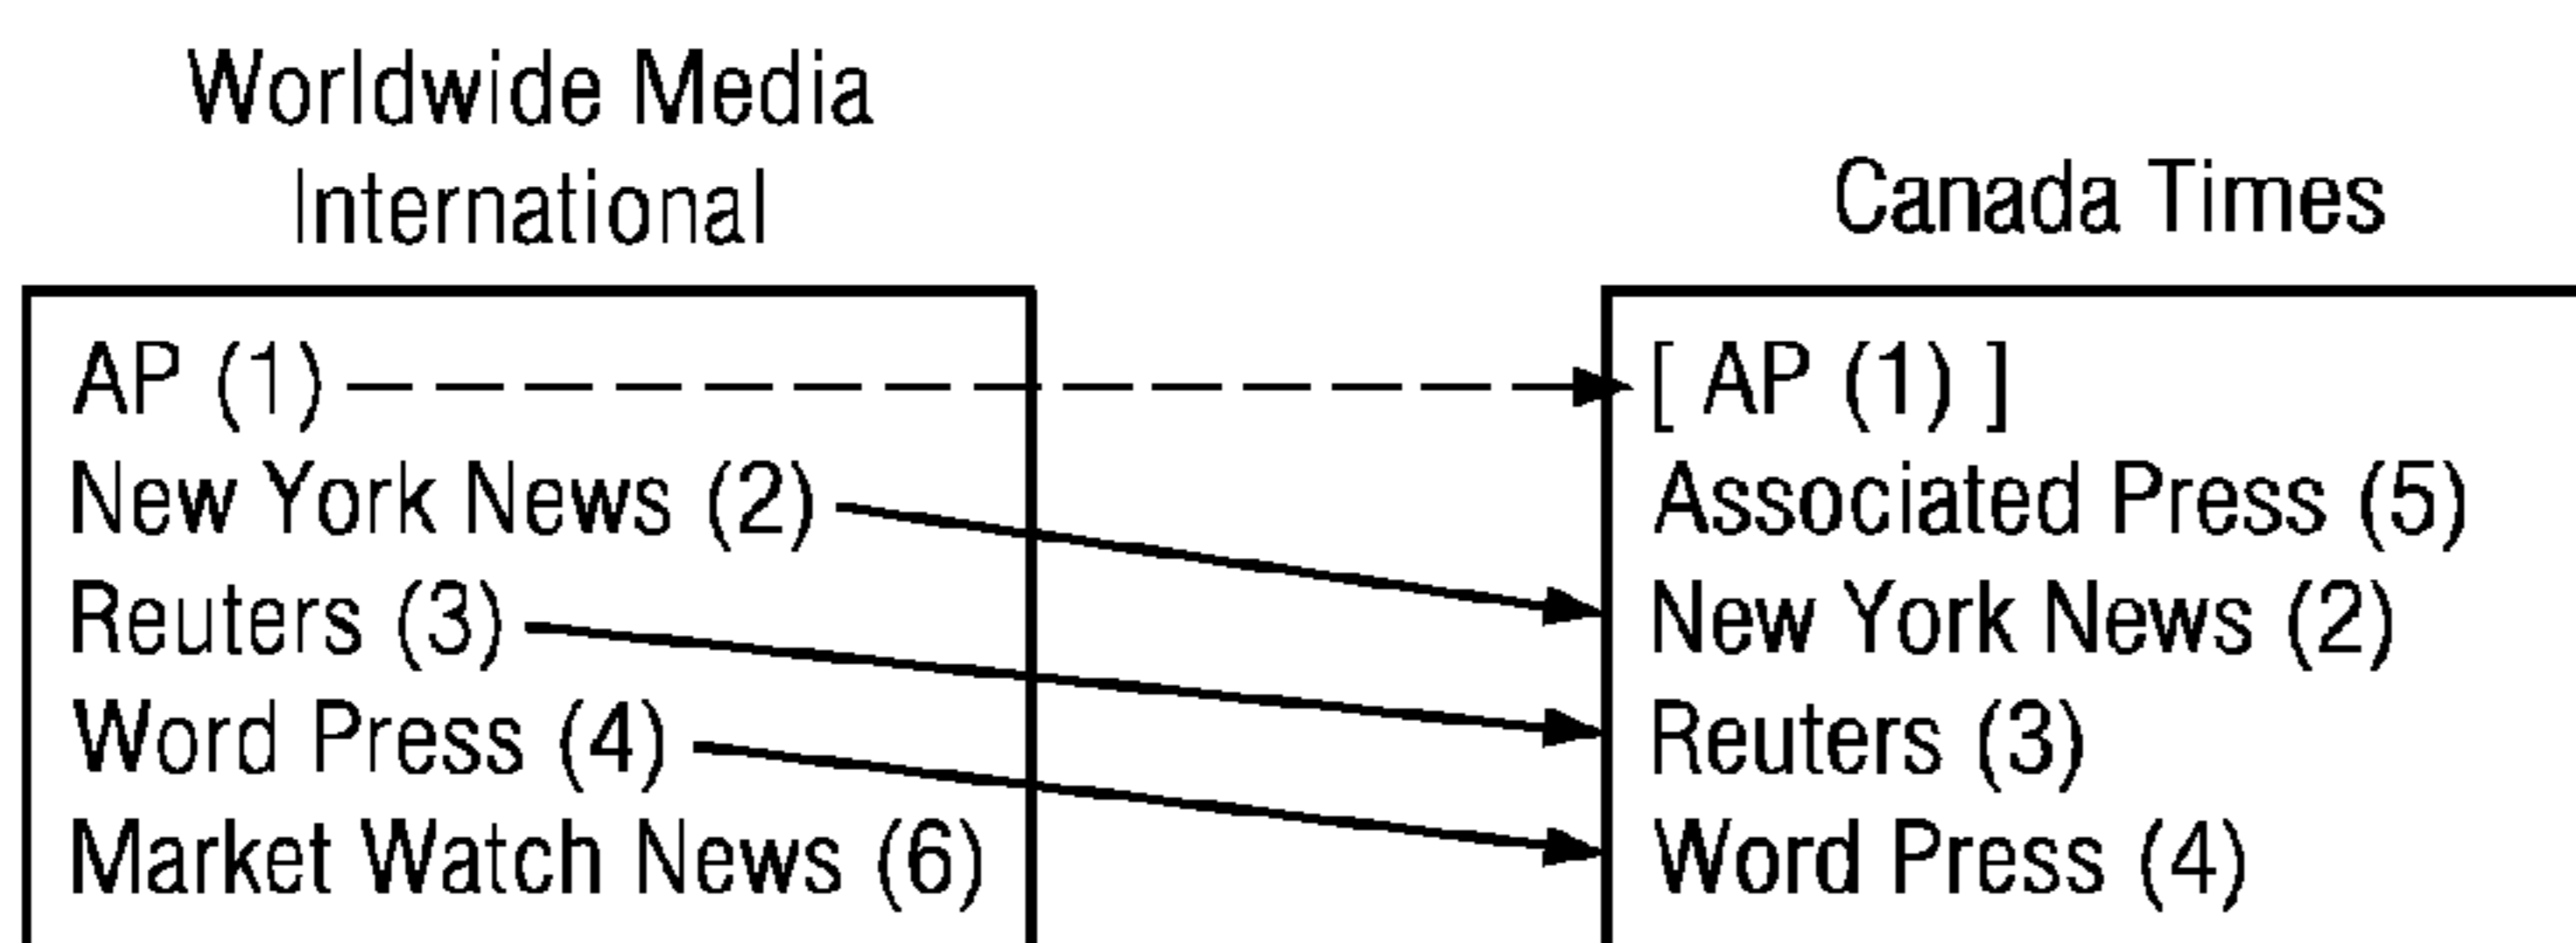 Worldwide Media
International
AP (1)
New York News (2)
Reuters (3)
Word Press (4)
Market Watch News (6)
Canada Times
[ AP (1) ]
Associated Press (5)
New York News (2)
Reuters (3)
Word Press (4)